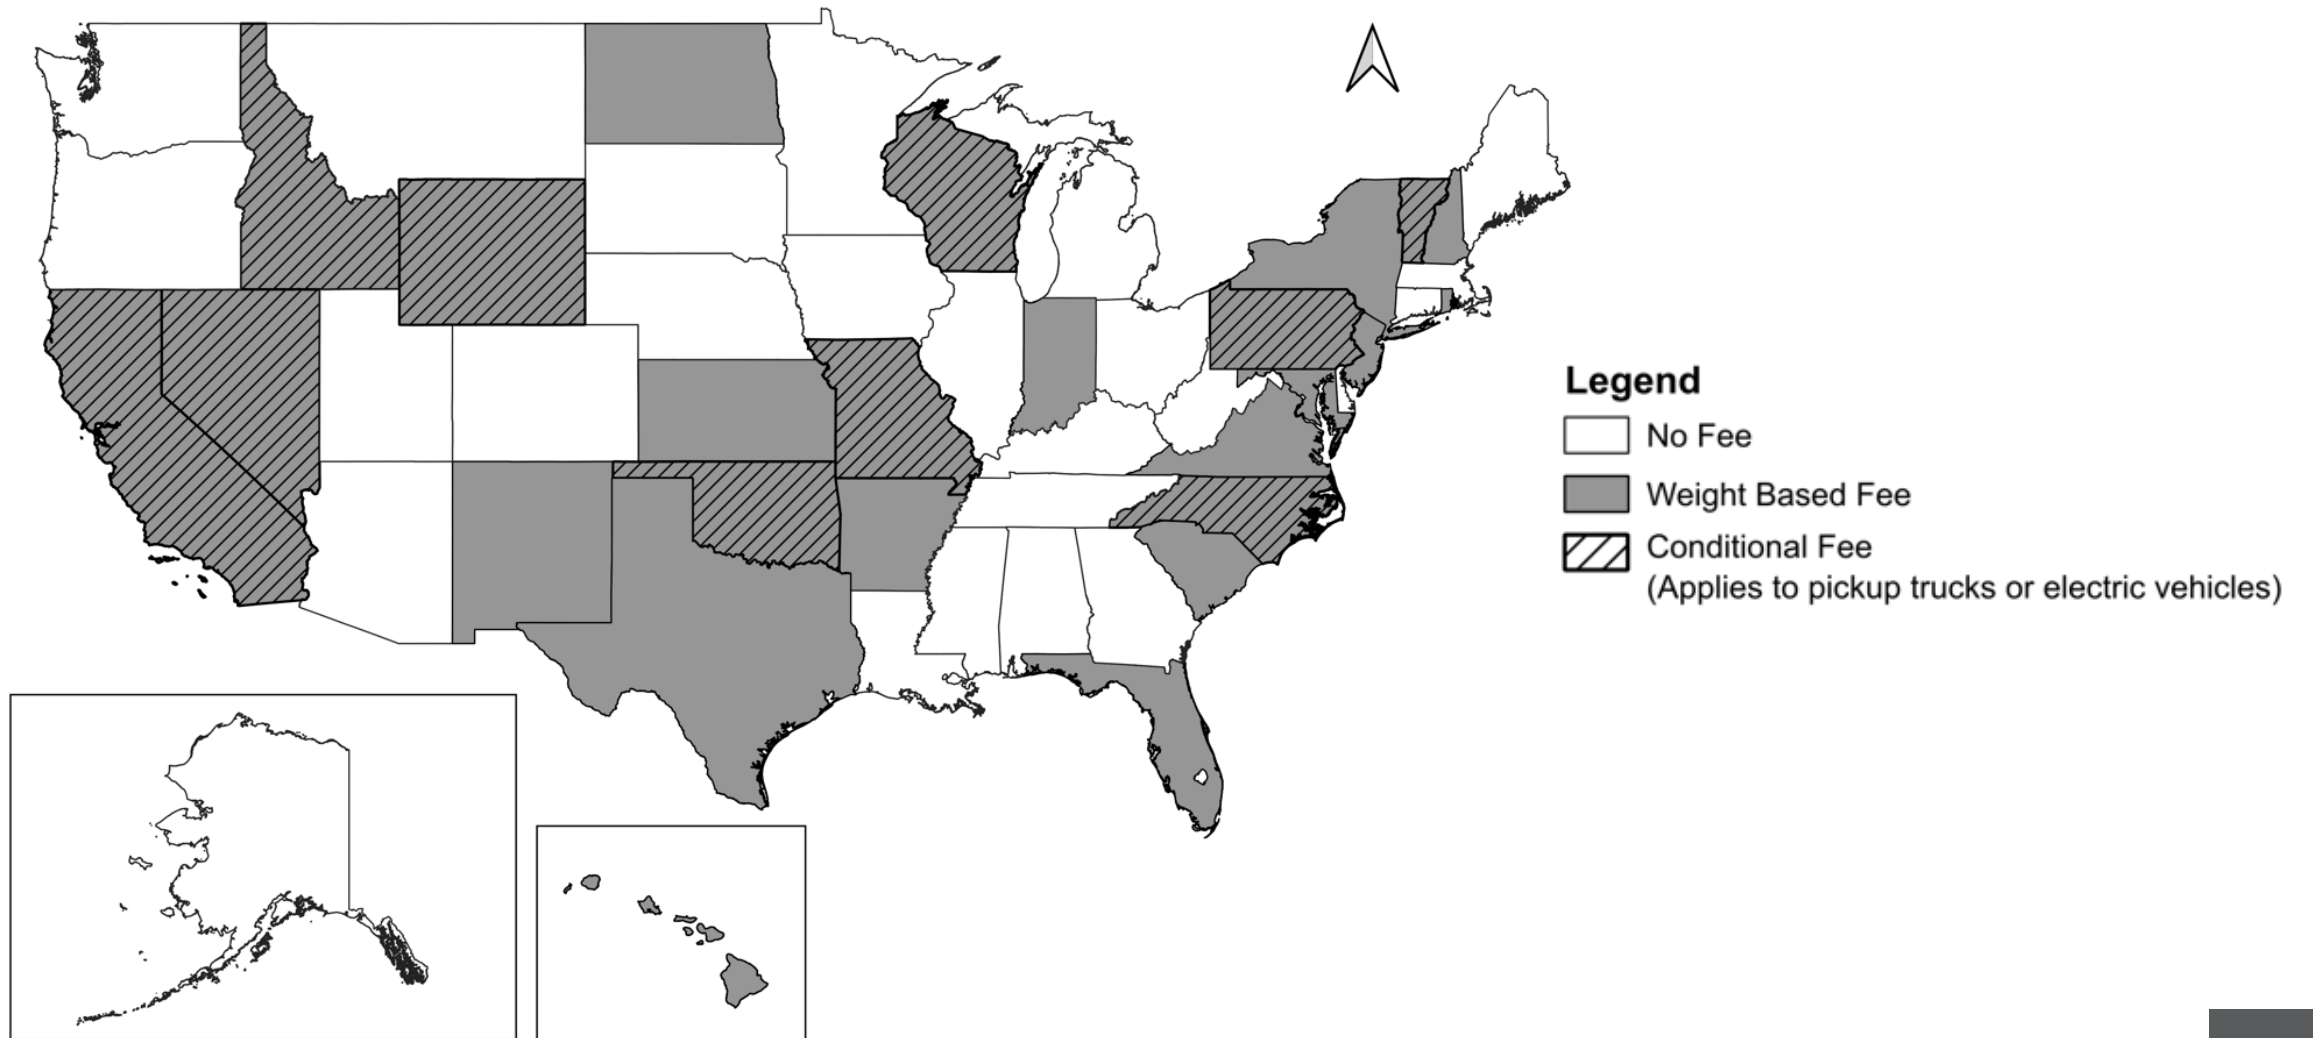 Legend
No Fee
Weight Based Fee
Conditional Fee
(Applies to pickup trucks or electric vehicles)